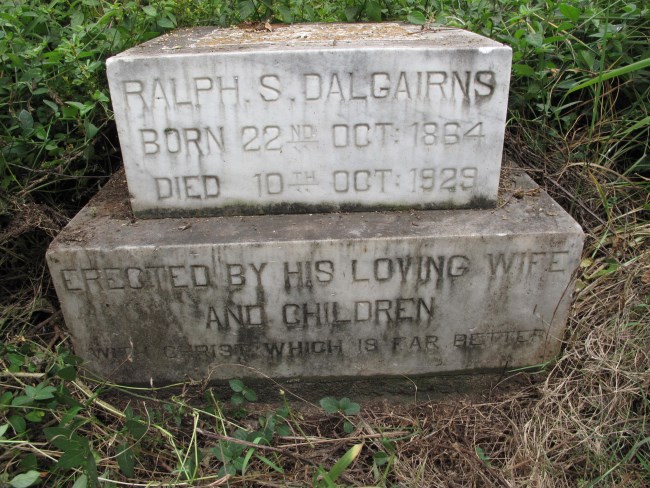 RALPH. S. DALGAIRNS
BORN 22ND OCT: 1864
DIED 10TH OCT: 1929
ERECTED BY HIS LOVING WIFE
AND CHILDREN
WITH CHRIST WHICH IS FAR BETTER